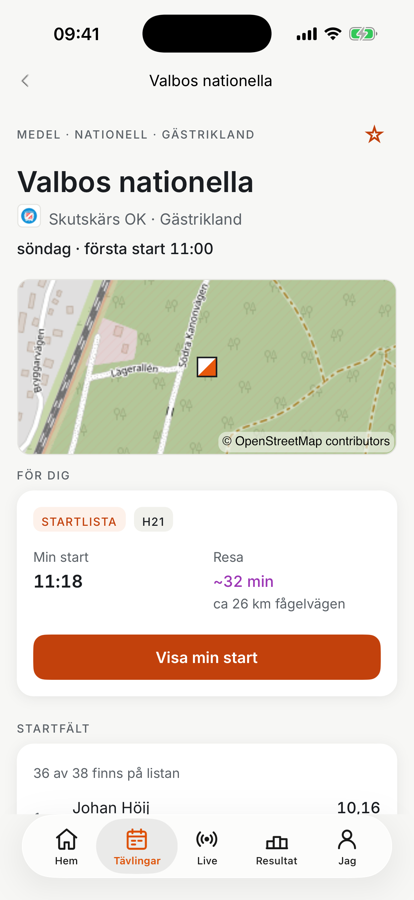 09:41
Valbos nationella
MEDEL · NATIONELL · GÄSTRIKLAND
Valbos nationella
Skutskärs OK · Gästrikland
söndag · första start 11:00
Bryggarvägen
Lagerallén
Södra Kanonvägen
© OpenStreetMap contributors
FÖR DIG
STARTLISTA H21
Min start Resa
11:18 ~32 min
ca 26 km fågelvägen
Visa min start
STARTFÄLT
36 av 38 finns på listan
Johan Höij 10,16
Hem Tävlingar Live Resultat Jag